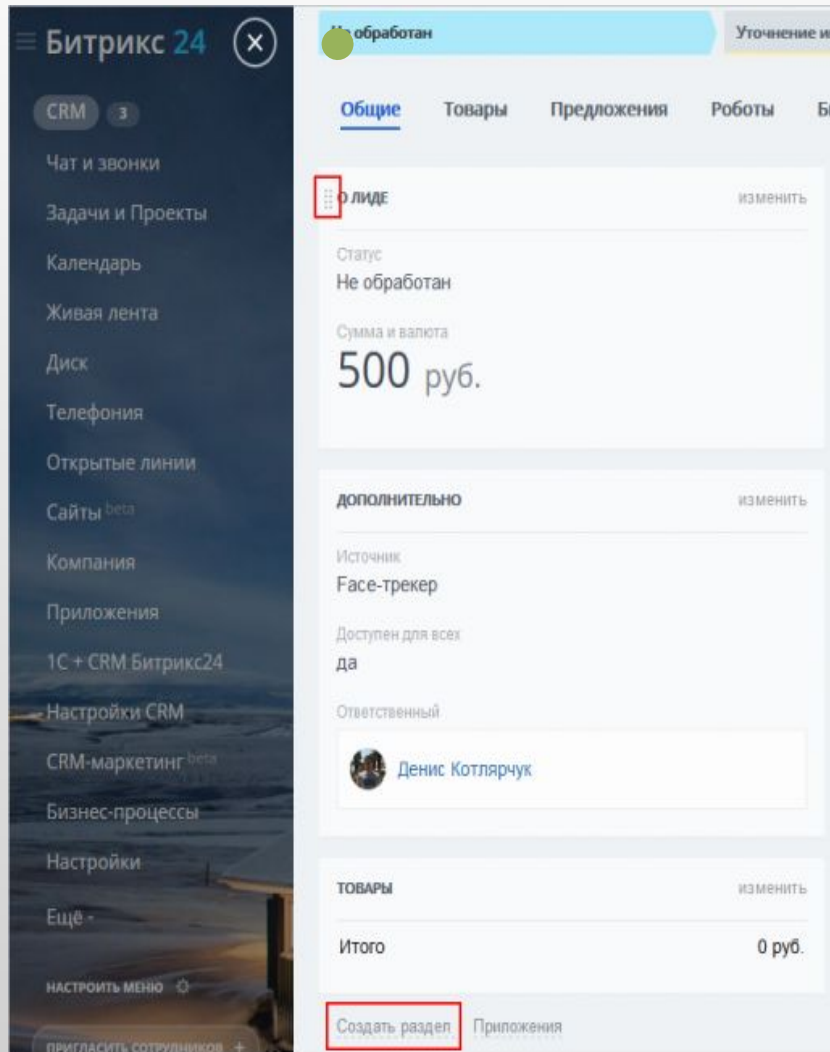 Битрикс 24
CRM 3
Чат и звонки
Задачи и Проекты
Календарь
Живая лента
Диск
Телефония
Открытые линии
Сайты beta
Компания
Приложения
1С + CRM Битрикс24
Настройки CRM
CRM-маркетинг beta
Бизнес-процессы
Настройки
Ещё -
НАСТРОИТЬ МЕНЮ
ПРИГЛАСИТЬ СОТРУДНИКОВ +
обработан
Уточнение
Общие Товары Предложения Роботы
О ЛИДЕ изменить
Статус
Не обработан
Сумма и валюта
500 руб.
ДОПОЛНИТЕЛЬНО изменить
Источник
Face-трекер
Доступен для всех
да
Ответственный
Денис Котлярчук
ТОВАРЫ изменить
Итого 0 руб.
Создать раздел Приложения